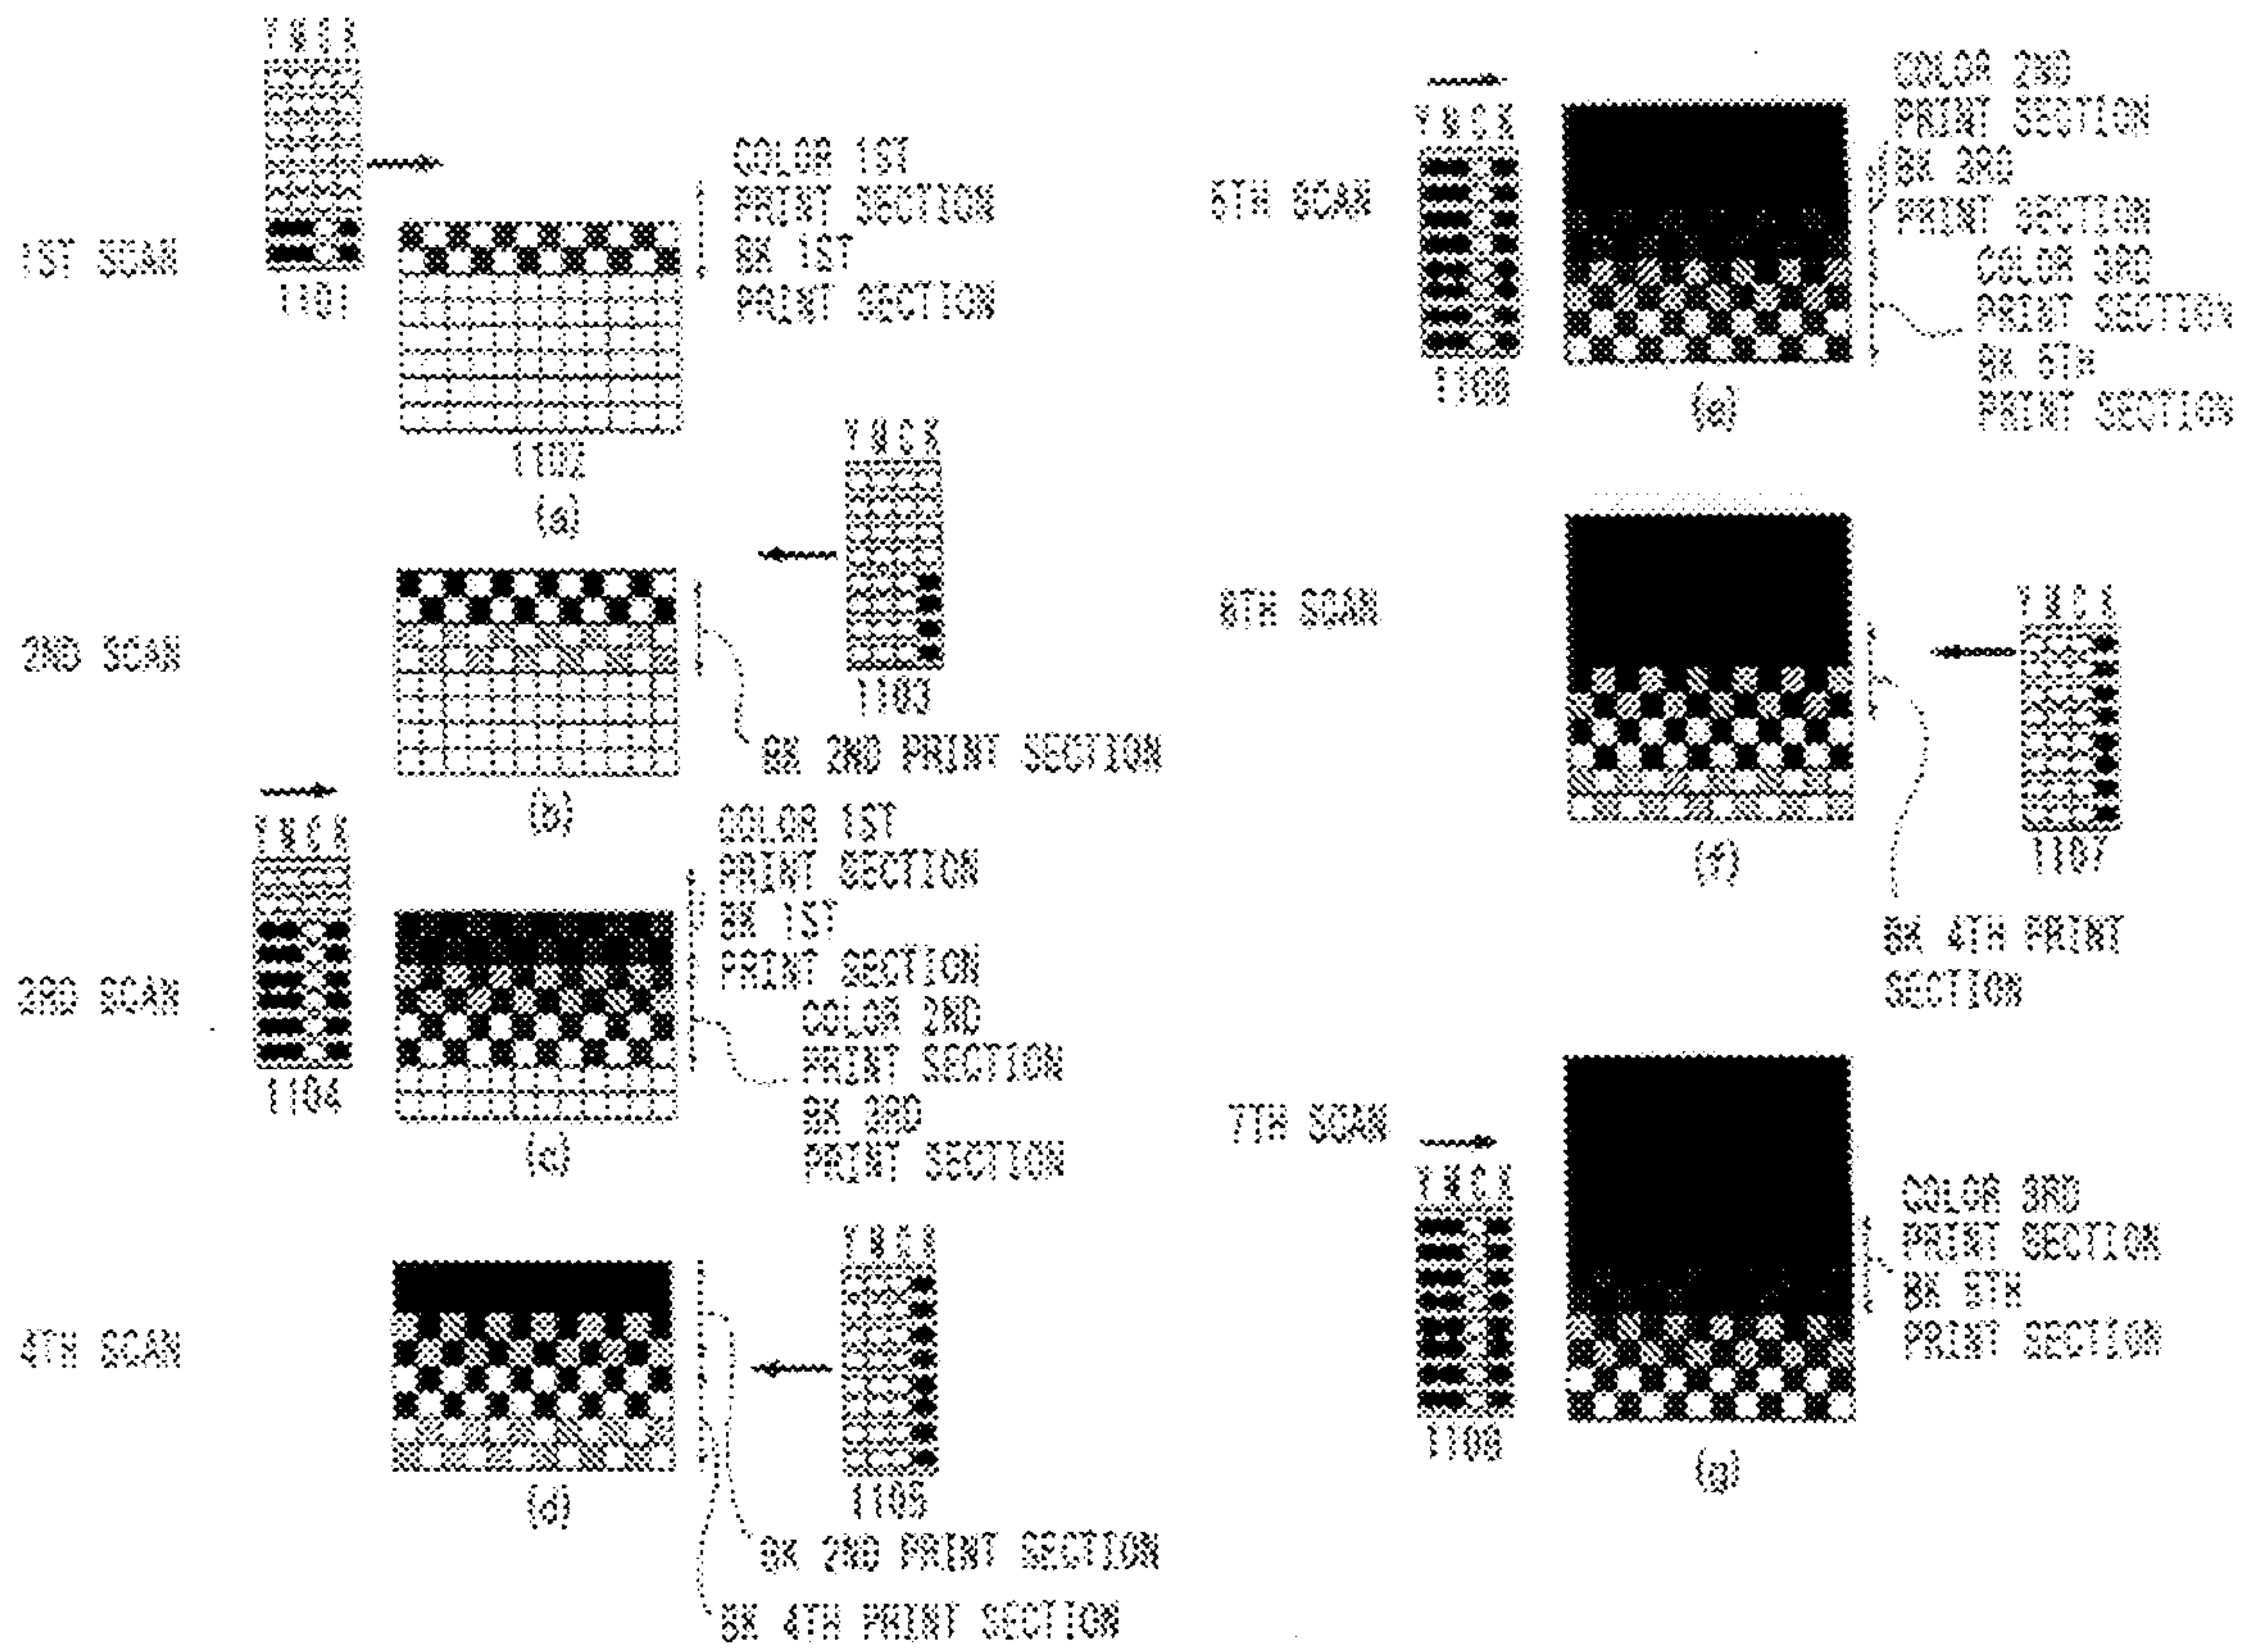 Y M C K
1ST SCAN
1101
COLOR 1ST
PRINT SECTION
BK 1ST
PRINT SECTION
1102
(a)
2ND SCAN
Y M C K
1103
BK 2ND PRINT SECTION
(b)
3RD SCAN
Y M C K
1104
COLOR 1ST
PRINT SECTION
BK 1ST
PRINT SECTION
COLOR 2ND
PRINT SECTION
BK 3RD
PRINT SECTION
(c)
4TH SCAN
Y M C K
1105
(d)
BK 2ND PRINT SECTION
BK 4TH PRINT SECTION
5TH SCAN
Y M C K
COLOR 2ND
PRINT SECTION
BK 3RD
PRINT SECTION
COLOR 3RD
PRINT SECTION
BK 5TH
PRINT SECTION
(e)
6TH SCAN
Y M C K
1107
(f)
BK 4TH PRINT
SECTION
7TH SCAN
Y M C K
COLOR 3RD
PRINT SECTION
BK 5TH
PRINT SECTION
(g)